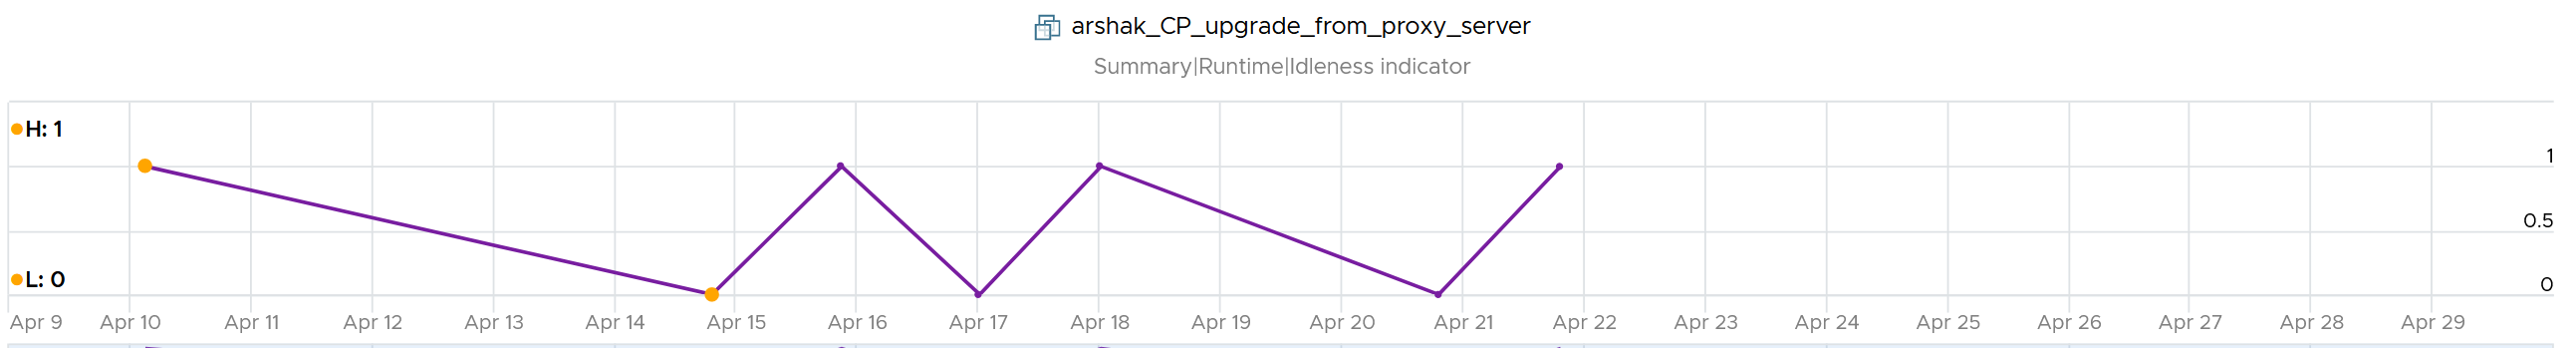 arshak_CP_upgrade_from_proxy_server
Summary|Runtime|Idleness indicator
H: 1
1
0.5
L: 0
0
Apr 9 Apr 10 Apr 11 Apr 12 Apr 13 Apr 14 Apr 15 Apr 16 Apr 17 Apr 18 Apr 19 Apr 20 Apr 21 Apr 22 Apr 23 Apr 24 Apr 25 Apr 26 Apr 27 Apr 28 Apr 29